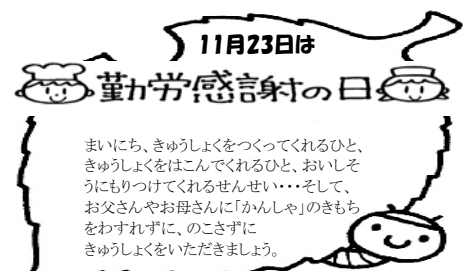 11月23日は
勤労感謝の日
まいにち、きゅうしょくをつくってくれるひと、
きゅうしょくをはこんでくれるひと、おいしそ
うにもりつけてくれるせんせい・・・そして、
お父さんやお母さんに「かんしゃ」のきもち
をわすれずに、のこさずに
きゅうしょくをいただきましょう。